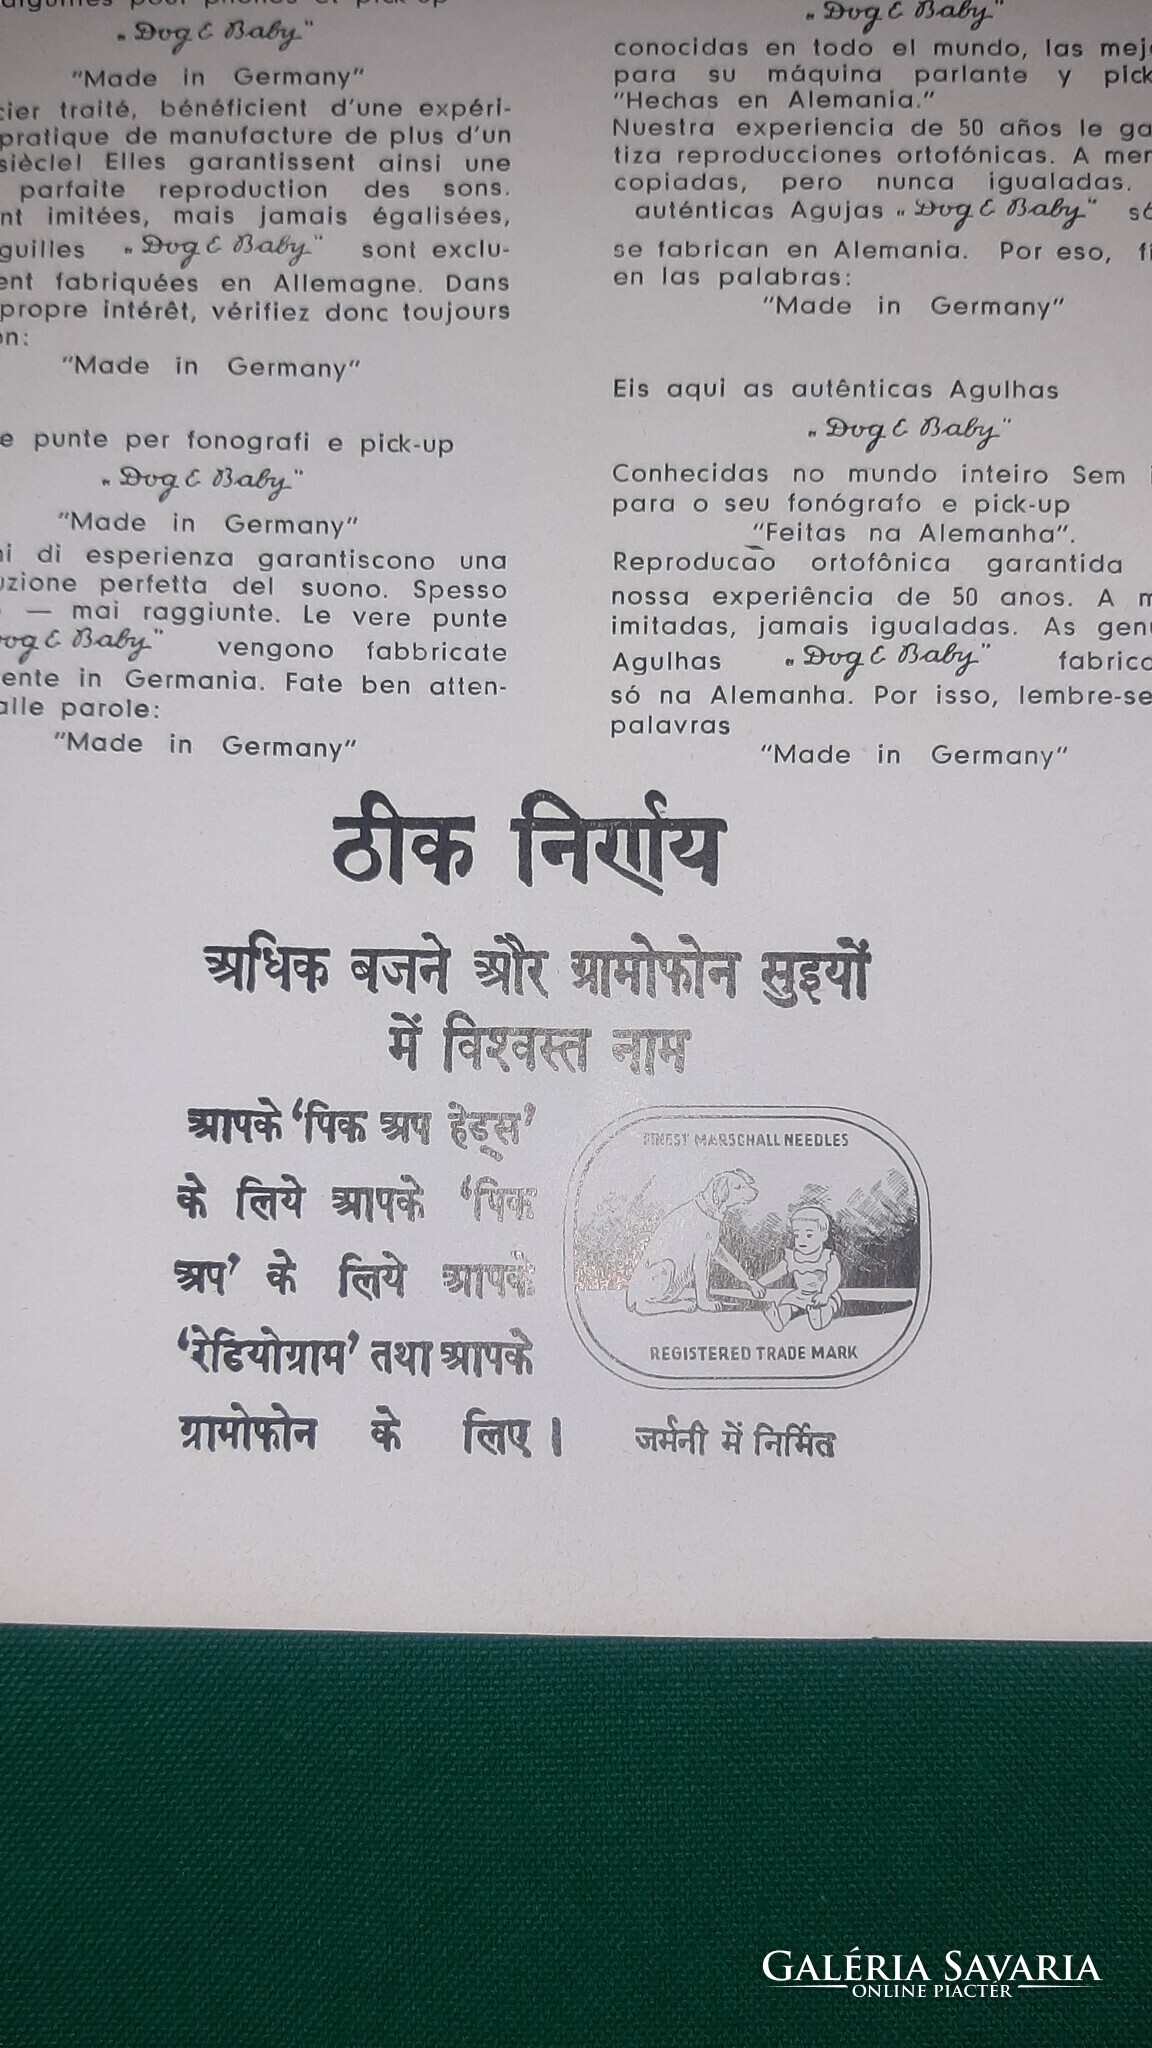 „Dog & Baby"
"Made in Germany"
cier traité, bénéficient d'une expéri-
pratique de manufacture de plus d'un
siècle! Elles garantissent ainsi une
parfaite reproduction des sons.
nt imitées, mais jamais égalisées,
guilles „Dog & Baby" sont exclu-
ent fabriquées en Allemagne. Dans
propre intérêt, vérifiez donc toujours
on:
"Made in Germany"
e punte per fonografi e pick-up
„Dog & Baby"
"Made in Germany"
ni di esperienza garantiscono una
uzione perfetta del suono. Spesso
— mai raggiunte. Le vere punte
Dog & Baby" vengono fabbricate
ente in Germania. Fate ben atten-
alle parole:
"Made in Germany"
„Dog & Baby"
conocidas en todo el mundo, las mej
para su máquina parlante y pick
"Hechas en Alemania."
Nuestra experiencia de 50 años le ga
tiza reproducciones ortofónicas. A men
copiadas, pero nunca igualadas.
auténticas Agujas „Dog & Baby" só
se fabrican en Alemania. Por eso, fi
en las palabras:
"Made in Germany"
Eis aqui as autênticas Agulhas
„Dog & Baby"
Conhecidas no mundo inteiro Sem i
para o seu fonógrafo e pick-up
"Feitas na Alemanha".
Reproducão ortofônica garantida
nossa experiência de 50 anos. A m
imitadas, jamais igualadas. As genu
Agulhas „Dog & Baby" fabrica
só na Alemanha. Por isso, lembre-se
palavras
"Made in Germany"
ठीक निर्णय
अधिक बजने और ग्रामोफोन सुइयों
में विश्वस्त नाम
आपके 'पिक अप हेड्स'
के लिये आपके 'पिक
अप' के लिये आपके
'रेडियोग्राम' तथा आपके
ग्रामोफोन के लिए।
FINEST MARSCHALL NEEDLES
REGISTERED TRADE MARK
जर्मनी में निर्मित
GALÉRIA SAVARIA
ONLINE PIACTÉR